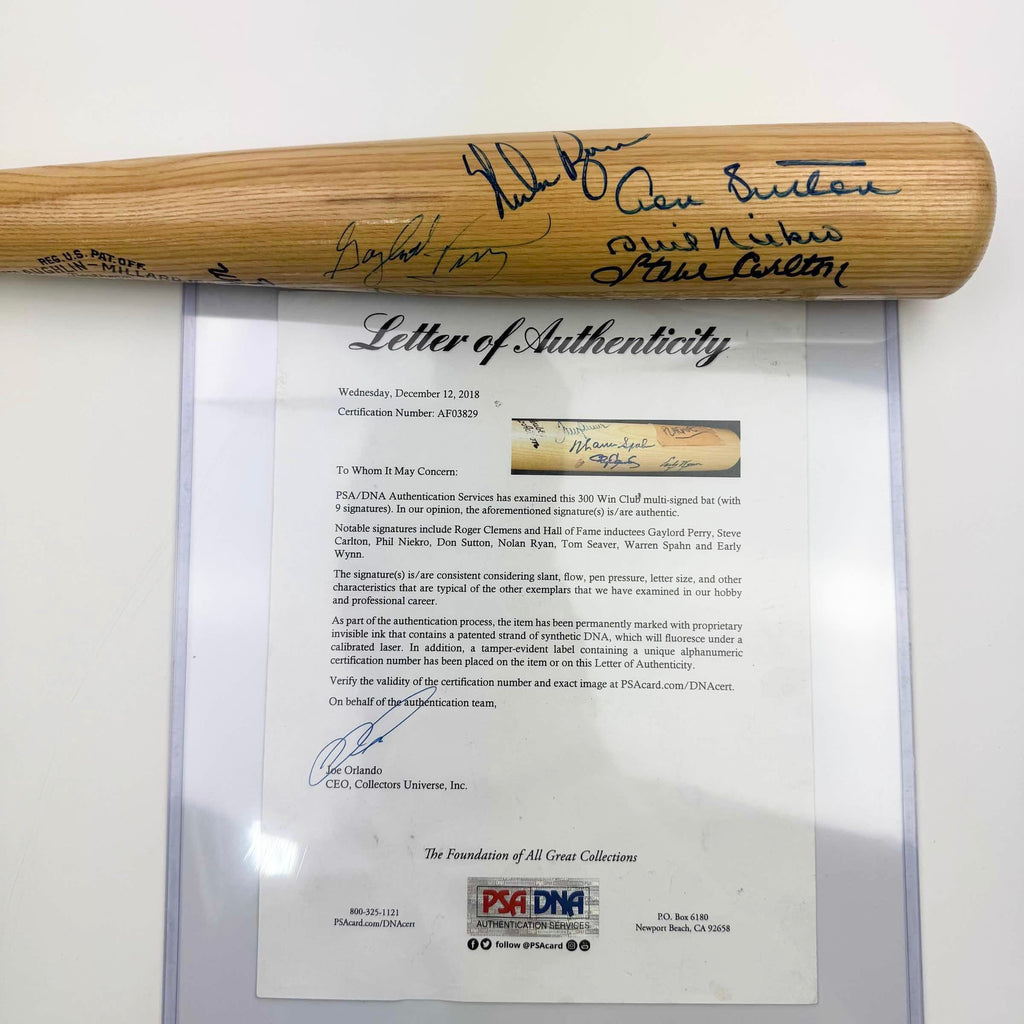 Nolan Ryan
Don Sutton
Gaylord Perry
Phil Niekro
Steve Carlton
REG. U.S. PAT. OFF.
Letter of Authenticity
Wednesday, December 12, 2018
Certification Number: AF03829
Warren Spahn
Early Wynn
To Whom It May Concern:
PSA/DNA Authentication Services has examined this 300 Win Club multi-signed bat (with
9 signatures). In our opinion, the aforementioned signature(s) is/are authentic.
Notable signatures include Roger Clemens and Hall of Fame inductees Gaylord Perry, Steve
Carlton, Phil Niekro, Don Sutton, Nolan Ryan, Tom Seaver, Warren Spahn and Early
Wynn.
The signature(s) is/are consistent considering slant, flow, pen pressure, letter size, and other
characteristics that are typical of the other exemplars that we have examined in our hobby
and professional career.
As part of the authentication process, the item has been permanently marked with proprietary
invisible ink that contains a patented strand of synthetic DNA, which will fluoresce under a
calibrated laser. In addition, a tamper-evident label containing a unique alphanumeric
certification number has been placed on the item or on this Letter of Authenticity.
Verify the validity of the certification number and exact image at PSAcard.com/DNAcert.
On behalf of the authentication team,
Joe Orlando
CEO, Collectors Universe, Inc.
The Foundation of All Great Collections
PSA DNA
AUTHENTICATION SERVICES
800-325-1121
PSAcard.com/DNAcert
P.O. Box 6180
Newport Beach, CA 92658
follow @PSAcard